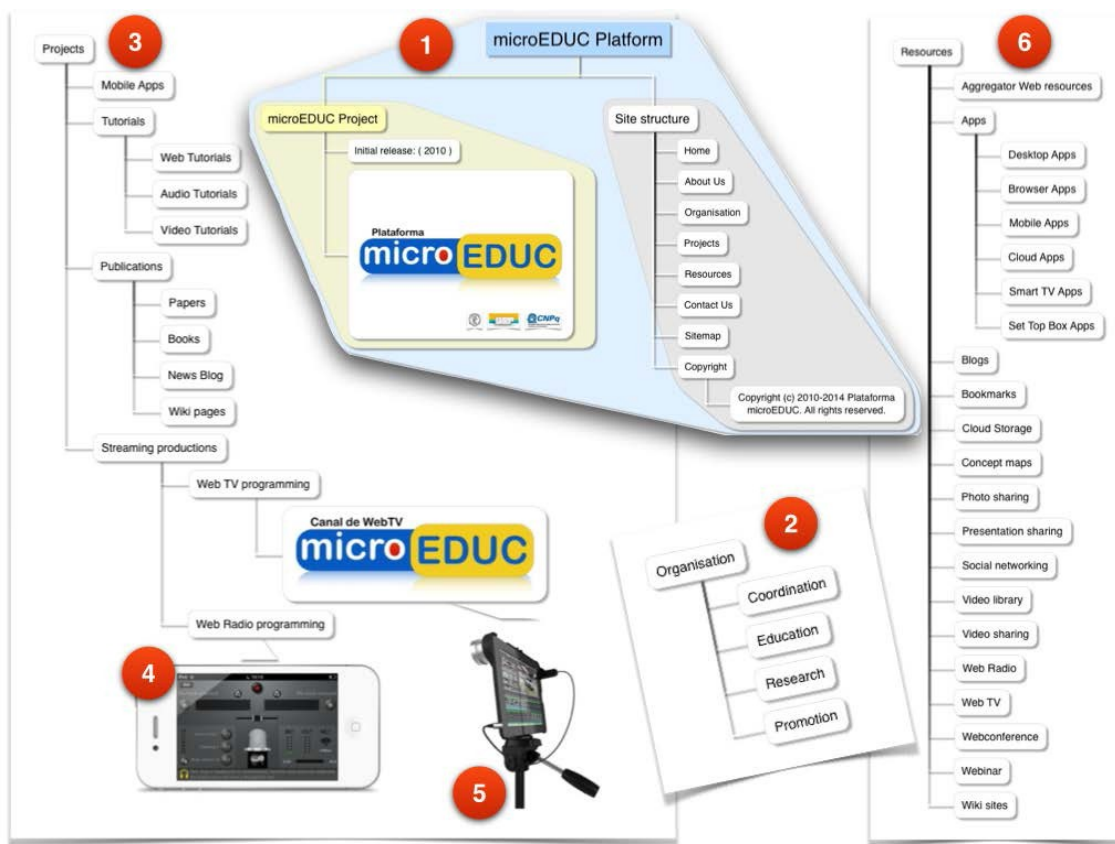 1
microEDUC Platform
microEDUC Project
Initial release: ( 2010 )
Plataforma
micro EDUC
CNPq
Site structure
Home
About Us
Organisation
Projects
Resources
Contact Us
Sitemap
Copyright
Copyright (c) 2010-2014 Plataforma
microEDUC. All rights reserved.
2
Organisation
Coordination
Education
Research
Promotion
3
Projects
Mobile Apps
Tutorials
Web Tutorials
Audio Tutorials
Video Tutorials
Publications
Papers
Books
News Blog
Wiki pages
Streaming productions
Web TV programming
Canal de WebTV
micro EDUC
Web Radio programming
4
5
6
Resources
Aggregator Web resources
Apps
Desktop Apps
Browser Apps
Mobile Apps
Cloud Apps
Smart TV Apps
Set Top Box Apps
Blogs
Bookmarks
Cloud Storage
Concept maps
Photo sharing
Presentation sharing
Social networking
Video library
Video sharing
Web Radio
Web TV
Webconference
Webinar
Wiki sites